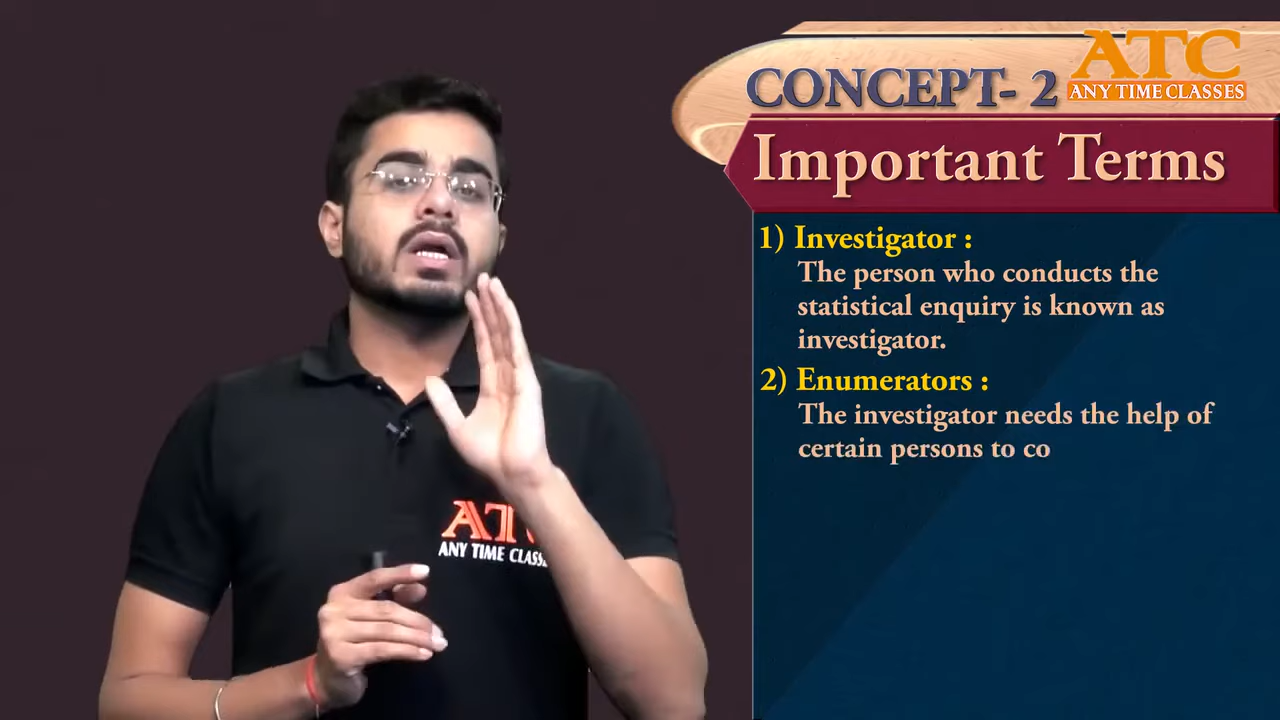 CONCEPT- 2
ATC
ANY TIME CLASSES
Important Terms
1) Investigator :
The person who conducts the
statistical enquiry is known as
investigator.
2) Enumerators :
The investigator needs the help of
certain persons to co
ANY TIME